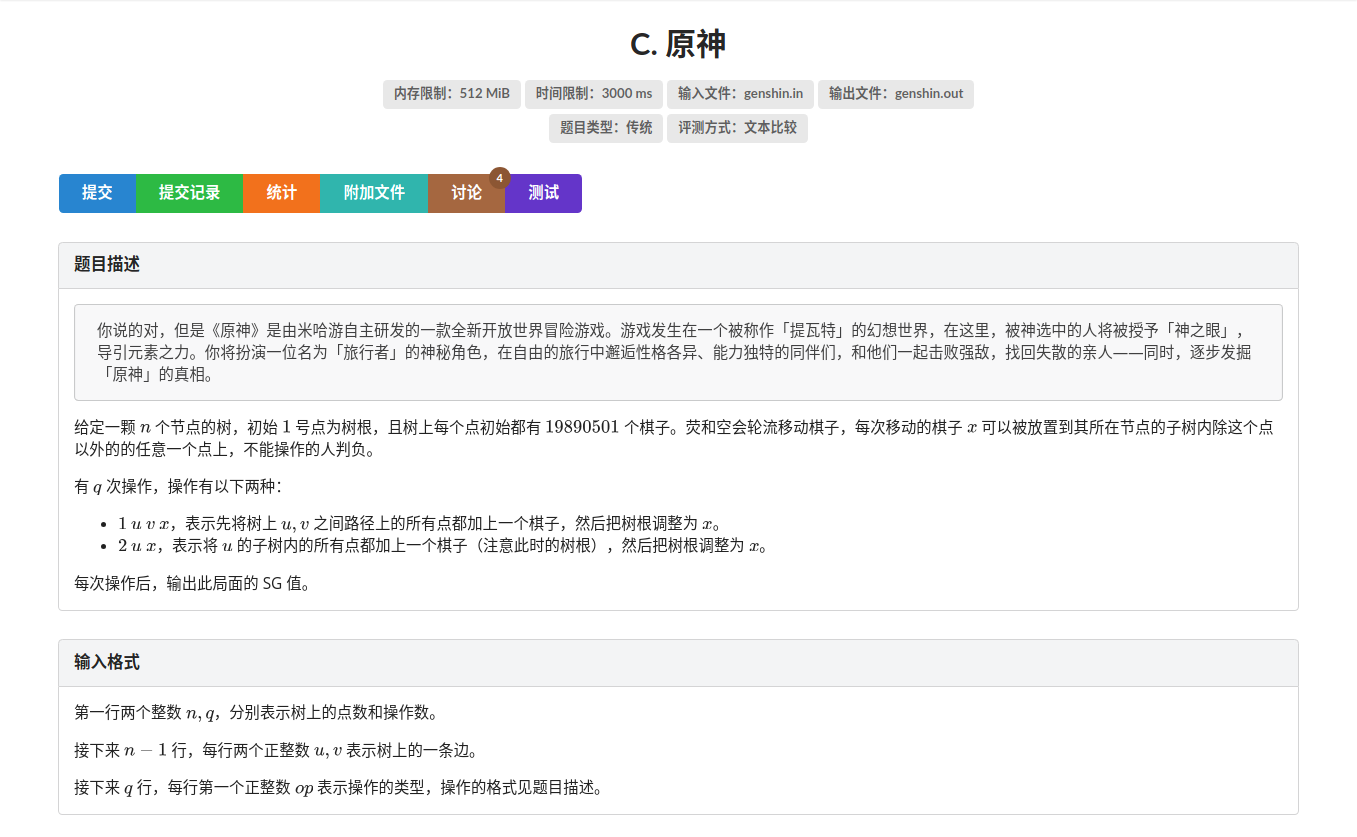 C. 原神
内存限制：512 MiB 时间限制：3000 ms 输入文件：genshin.in 输出文件：genshin.out
题目类型：传统 评测方式：文本比较
提交 提交记录 统计 附加文件 讨论 4 测试
题目描述
你说的对，但是《原神》是由米哈游自主研发的一款全新开放世界冒险游戏。游戏发生在一个被称作「提瓦特」的幻想世界，在这里，被神选中的人将被授予「神之眼」，
导引元素之力。你将扮演一位名为「旅行者」的神秘角色，在自由的旅行中邂逅性格各异、能力独特的同伴们，和他们一起击败强敌，找回失散的亲人——同时，逐步发掘
「原神」的真相。
给定一颗 n 个节点的树，初始 1 号点为树根，且树上每个点初始都有 19890501 个棋子。荧和空会轮流移动棋子，每次移动的棋子 x 可以被放置到其所在节点的子树内除这个点
以外的的任意一个点上，不能操作的人判负。
有 q 次操作，操作有以下两种：
• 1 u v x，表示先将树上 u, v 之间路径上的所有点都加上一个棋子，然后把树根调整为 x。
• 2 u x，表示将 u 的子树内的所有点都加上一个棋子（注意此时的树根），然后把树根调整为 x。
每次操作后，输出此局面的 SG 值。
输入格式
第一行两个整数 n, q，分别表示树上的点数和操作数。
接下来 n − 1 行，每行两个正整数 u, v 表示树上的一条边。
接下来 q 行，每行第一个正整数 op 表示操作的类型，操作的格式见题目描述。